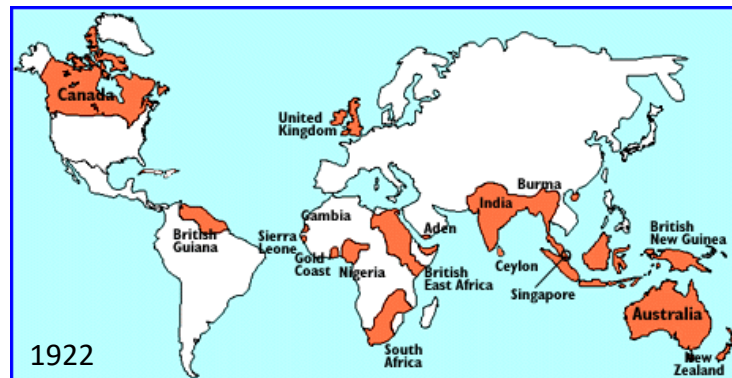 Canada
United
Kingdom
Burma
India
Gambia
Aden
British
Guiana
Sierra
Leone
British
New Guinea
Gold
Coast
Nigeria
British
East Africa
Ceylon
Singapore
Australia
South
Africa
New
Zealand
1922